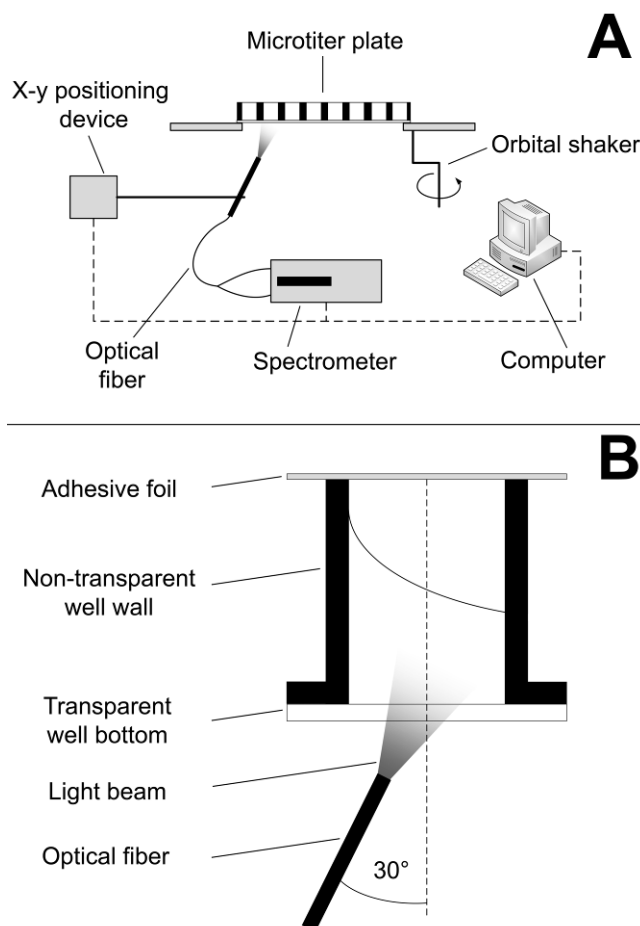 A
Microtiter plate
X-y positioning
device
Orbital shaker
Optical
fiber
Spectrometer
Computer
B
Adhesive foil
Non-transparent
well wall
Transparent
well bottom
Light beam
Optical fiber
30°